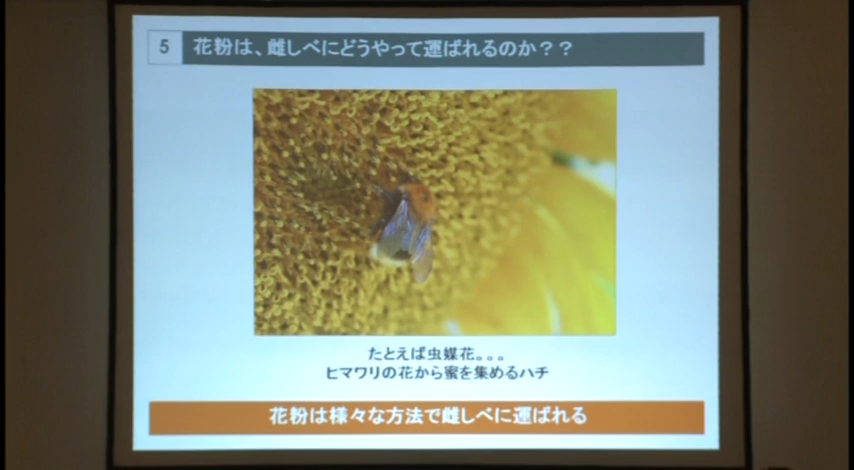 5 花粉は、雌しべにどうやって運ばれるのか？？
たとえば虫媒花。。。
ヒマワリの花から蜜を集めるハチ
花粉は様々な方法で雌しべに運ばれる